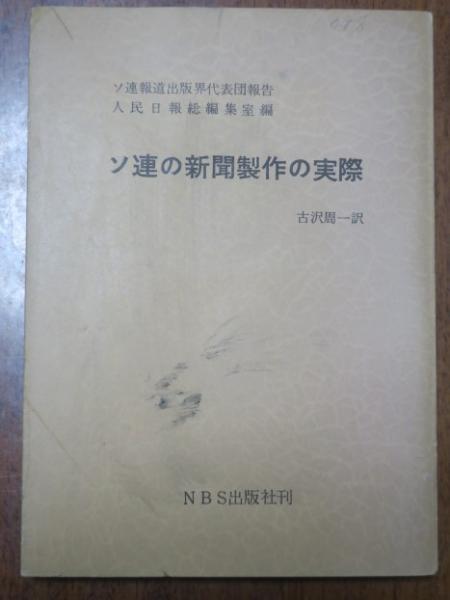 ソ連報道出版界代表団報告
人民日報総編集室編
ソ連の新聞製作の実際
古沢周一訳
NBS出版社刊